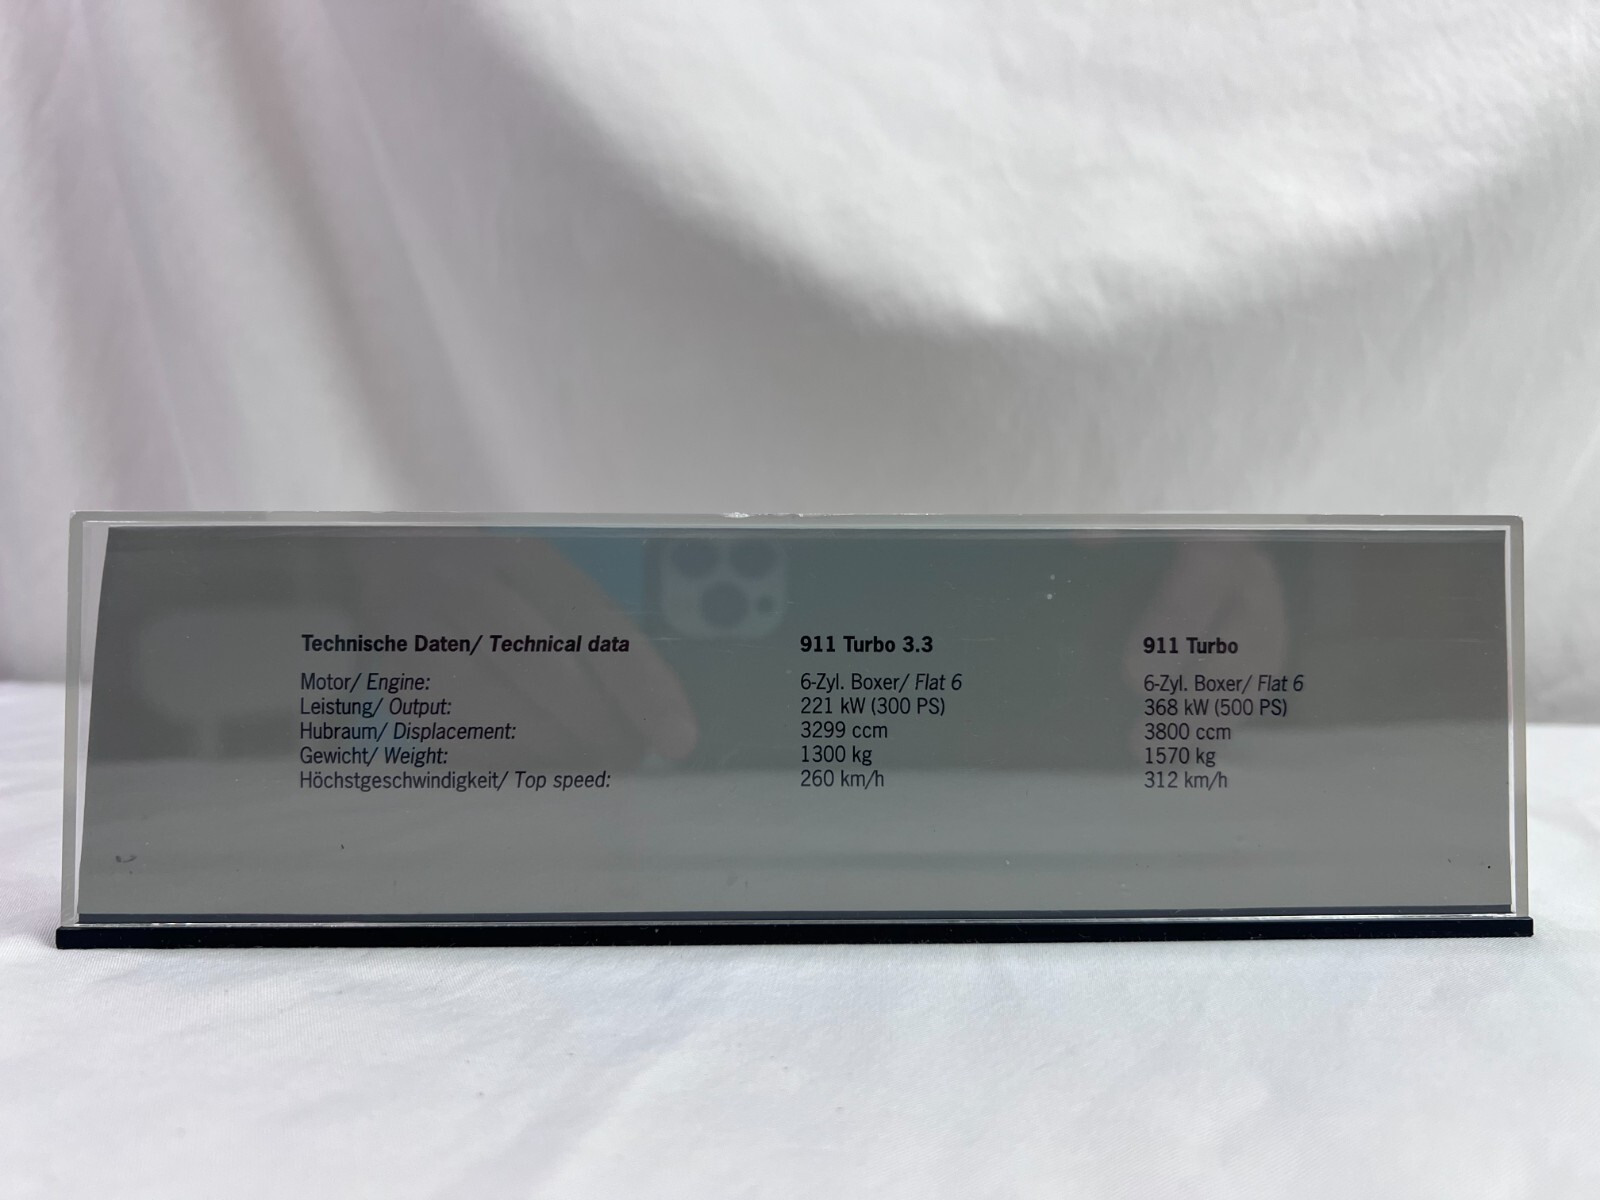 Technische Daten/ Technical data 911 Turbo 3.3 911 Turbo
Motor/ Engine: 6-Zyl. Boxer/ Flat 6 6-Zyl. Boxer/ Flat 6
Leistung/ Output: 221 kW (300 PS) 368 kW (500 PS)
Hubraum/ Displacement: 3299 ccm 3800 ccm
Gewicht/ Weight: 1300 kg 1570 kg
Höchstgeschwindigkeit/ Top speed: 260 km/h 312 km/h